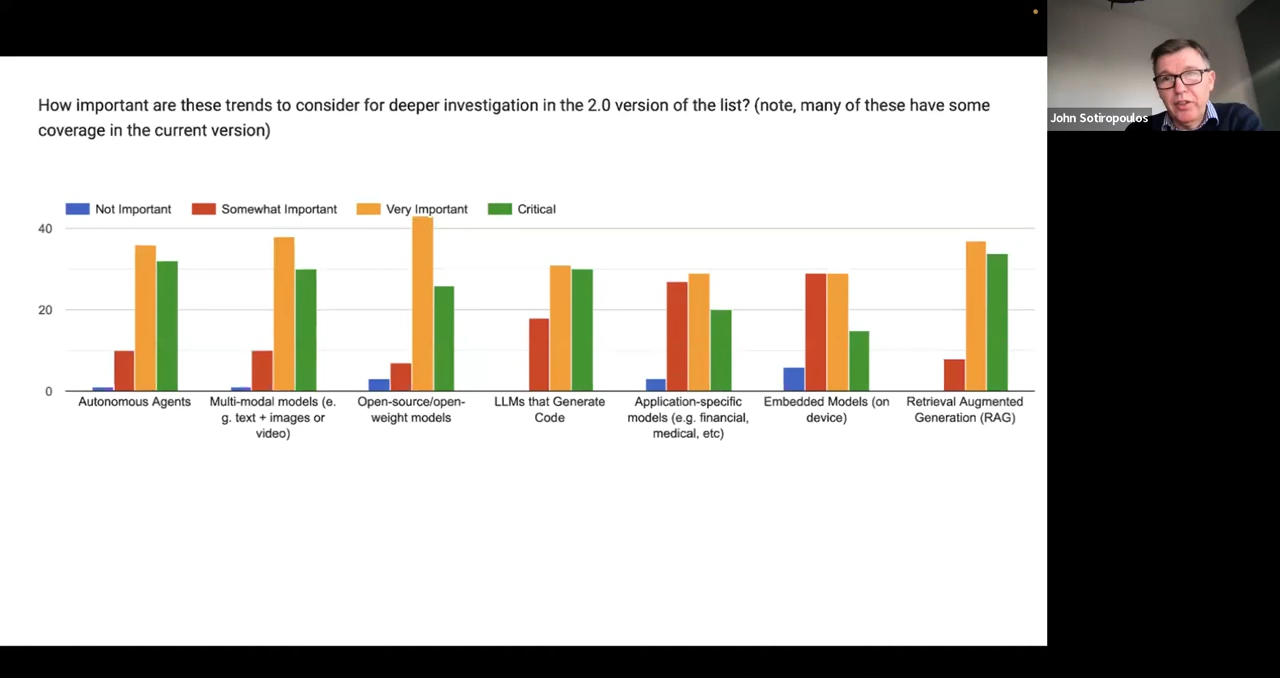 How important are these trends to consider for deeper investigation in the 2.0 version of the list? (note, many of these have some
coverage in the current version)
John Sotiropoulos
Not Important
Somewhat Important
Very Important
Critical
40
20
0
Autonomous Agents
Multi-modal models (e.
g. text + images or
video)
Open-source/open-
weight models
LLMs that Generate
Code
Application-specific
models (e.g. financial,
medical, etc)
Embedded Models (on
device)
Retrieval Augmented
Generation (RAG)